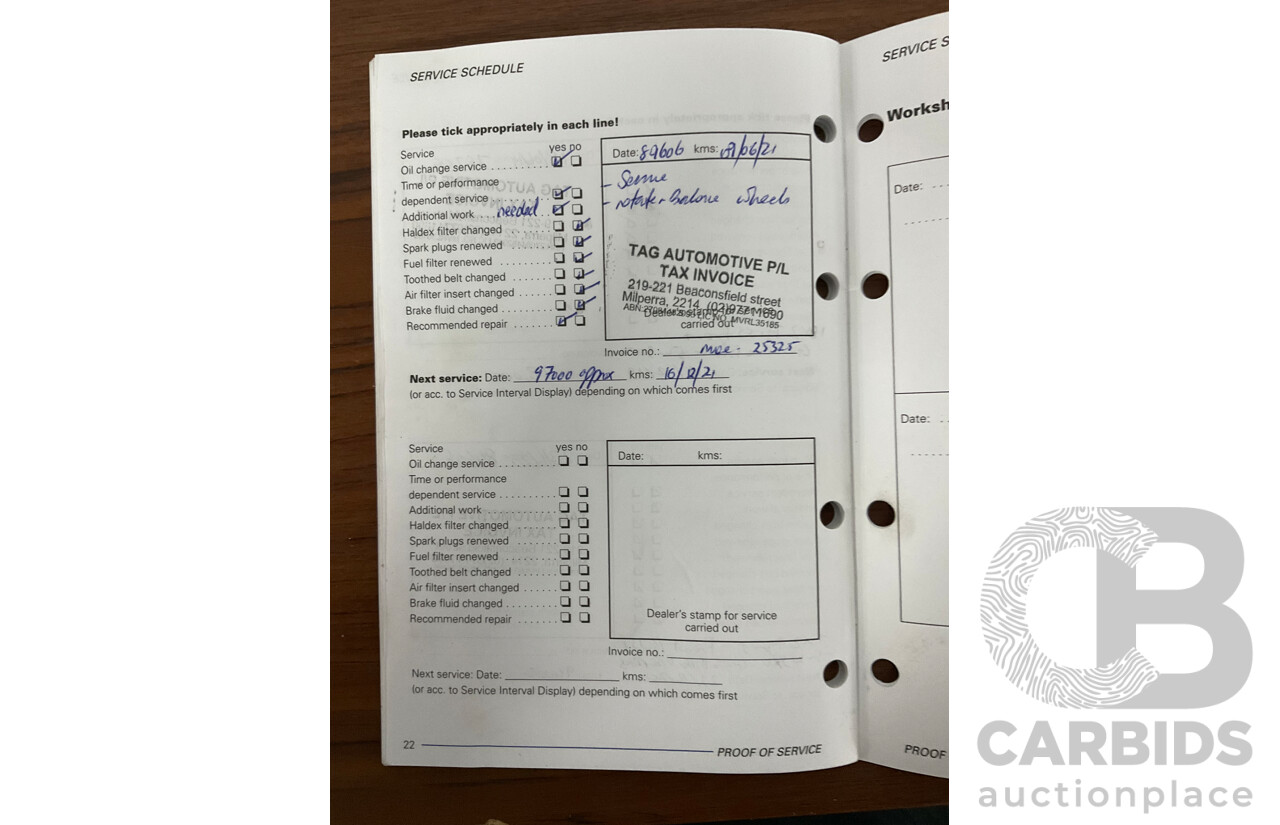 SERVICE SCHEDULE
Please tick appropriately in each line!
Service yes no
Oil change service
Time or performance
dependent service
Additional work needed
Haldex filter changed
Spark plugs renewed
Fuel filter renewed
Toothed belt changed
Air filter insert changed
Brake fluid changed
Recommended repair
Date: 89606 kms: 09/06/21
- Service
- rotate + Balance wheels
TAG AUTOMOTIVE P/L
TAX INVOICE
219-221 Beaconsfield street
Milperra, 2214
LIC NO. MVRL35185
carried out
Invoice no.: 25325
Next service: Date: 97000 approx kms: 16/12/21
(or acc. to Service Interval Display) depending on which comes first
Service yes no
Oil change service
Time or performance
dependent service
Additional work
Haldex filter changed
Spark plugs renewed
Fuel filter renewed
Toothed belt changed
Air filter insert changed
Brake fluid changed
Recommended repair
Date: kms:
Dealer's stamp for service
carried out
Invoice no.:
Next service: Date: kms:
(or acc. to Service Interval Display) depending on which comes first
22 PROOF OF SERVICE
SERVICE S
Worksh
Date:
Date:
PROOF
CB
CARBIDS
auctionplace